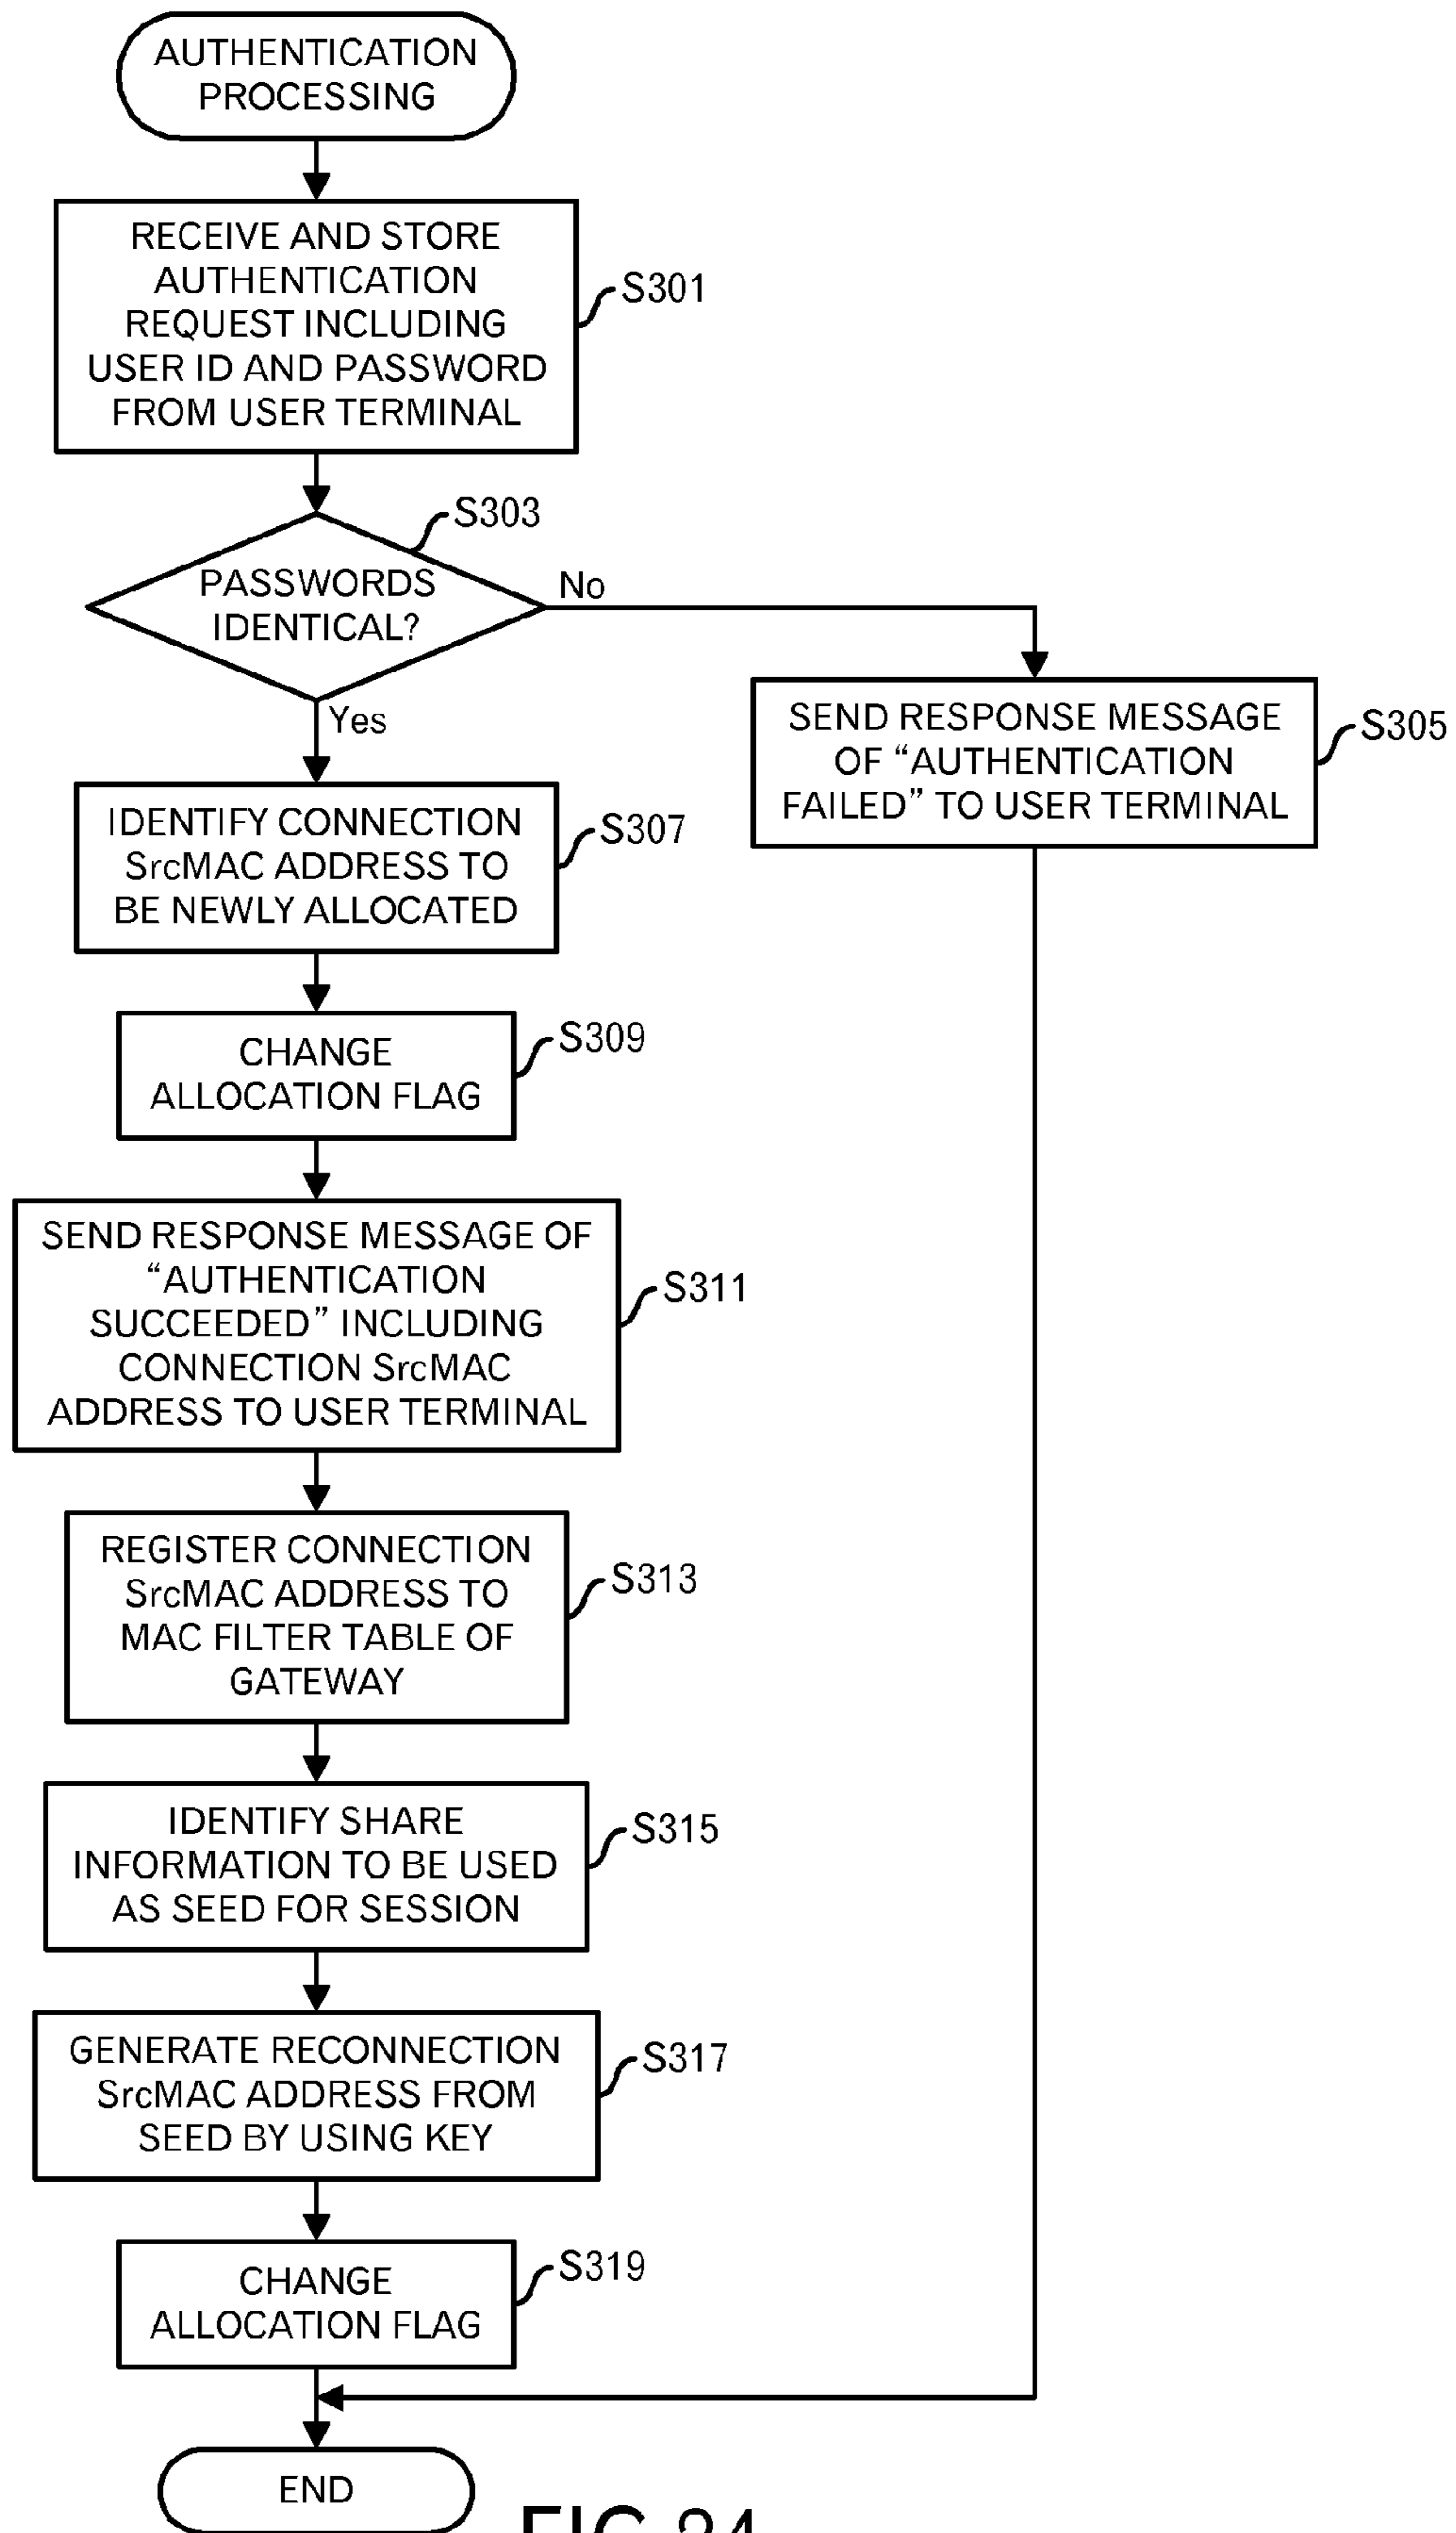 AUTHENTICATION
PROCESSING
RECEIVE AND STORE
AUTHENTICATION
REQUEST INCLUDING
USER ID AND PASSWORD
FROM USER TERMINAL
S301
S303
PASSWORDS
IDENTICAL?
No
Yes
SEND RESPONSE MESSAGE
OF “AUTHENTICATION
FAILED” TO USER TERMINAL
S305
IDENTIFY CONNECTION
SrcMAC ADDRESS TO
BE NEWLY ALLOCATED
S307
CHANGE
ALLOCATION FLAG
S309
SEND RESPONSE MESSAGE OF
“AUTHENTICATION
SUCCEEDED” INCLUDING
CONNECTION SrcMAC
ADDRESS TO USER TERMINAL
S311
REGISTER CONNECTION
SrcMAC ADDRESS TO
MAC FILTER TABLE OF
GATEWAY
S313
IDENTIFY SHARE
INFORMATION TO BE USED
AS SEED FOR SESSION
S315
GENERATE RECONNECTION
SrcMAC ADDRESS FROM
SEED BY USING KEY
S317
CHANGE
ALLOCATION FLAG
S319
END